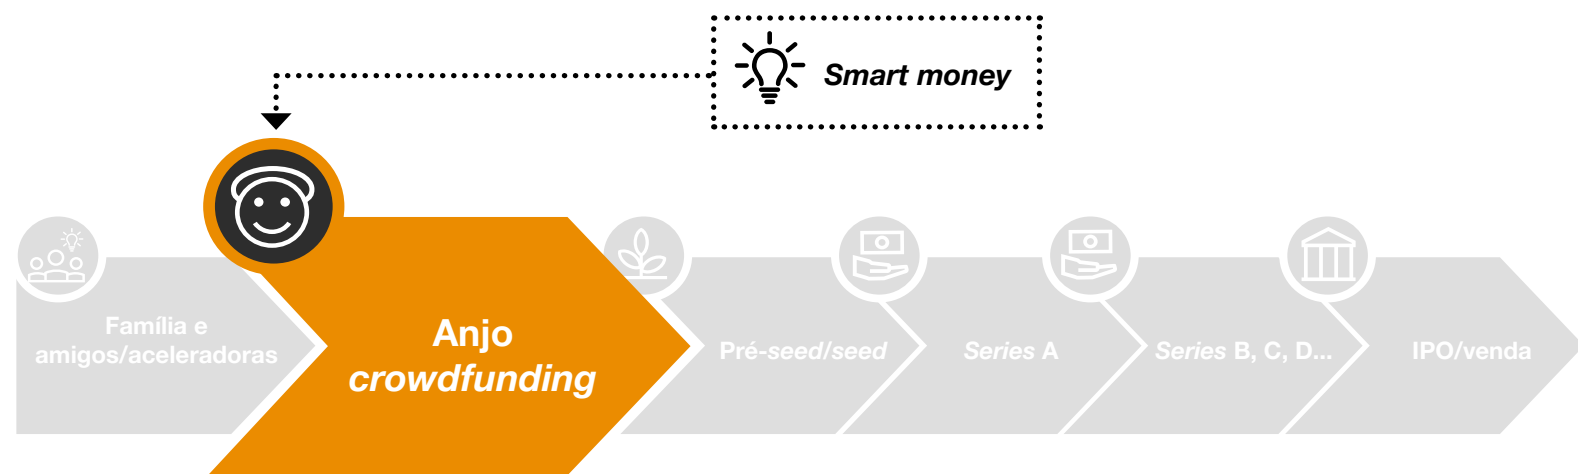 Smart money
Família e
amigos/aceleradoras
Anjo
crowdfunding
Pré-seed/seed
Series A
Series B, C, D...
IPO/venda